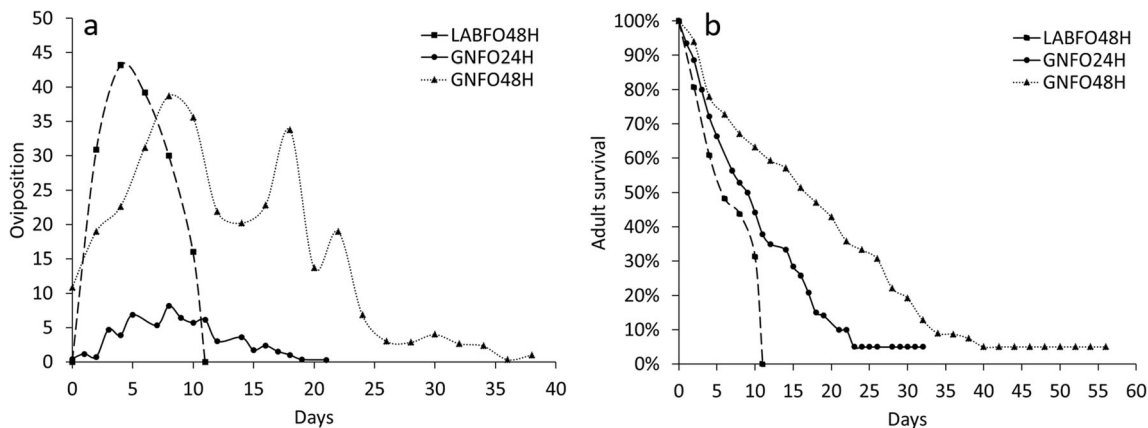 a
LABFO48H
GNFO24H
GNFO48H
Oviposition
50
45
40
35
30
25
20
15
10
5
0
0 5 10 15 20 25 30 35 40
Days
b
LABFO48H
GNFO24H
GNFO48H
Adult survival
100%
90%
80%
70%
60%
50%
40%
30%
20%
10%
0%
0 5 10 15 20 25 30 35 40 45 50 55 60
Days